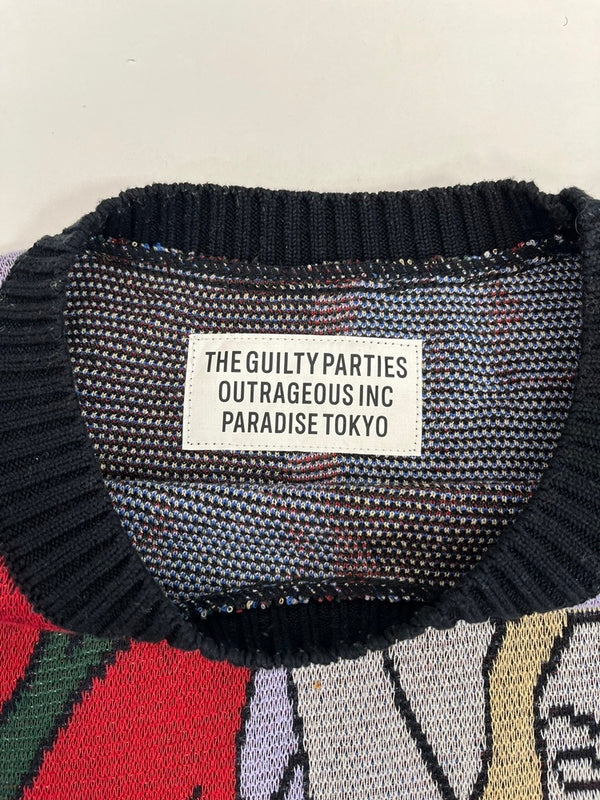 THE GUILTY PARTIES
OUTRAGEOUS INC
PARADISE TOKYO